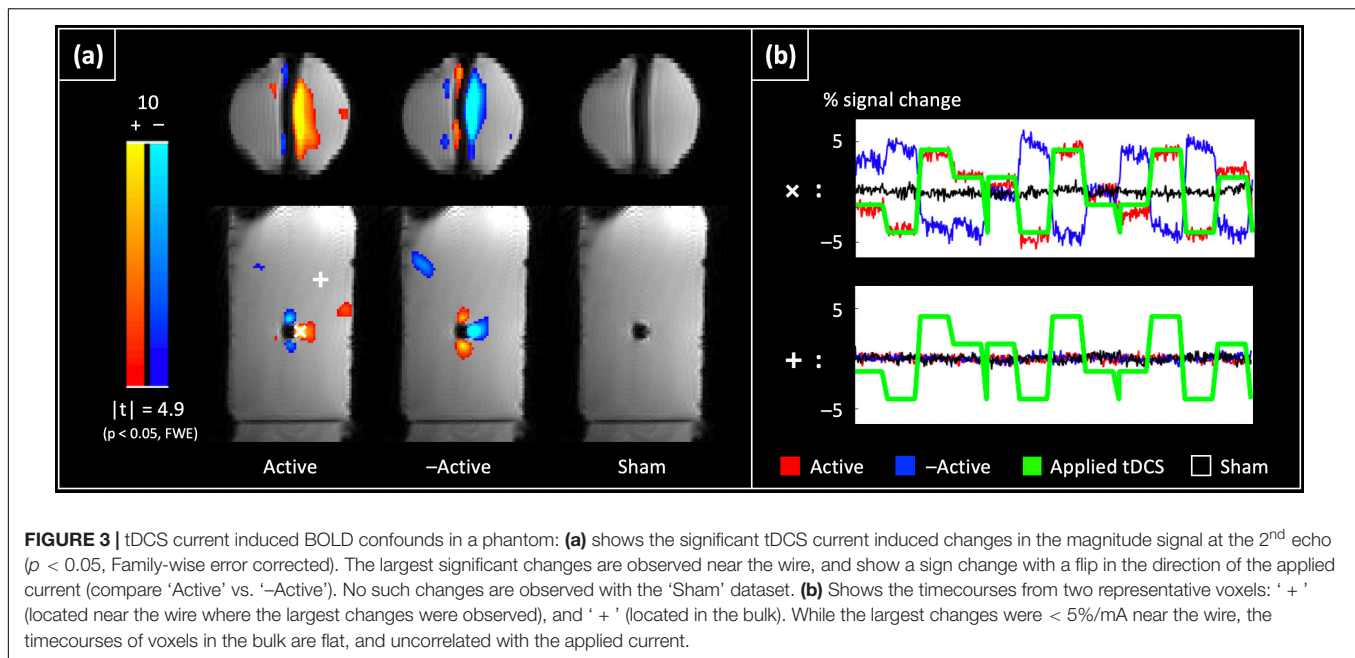 (a)
10
+ −
|t| = 4.9
(p < 0.05, FWE)
+
×
Active
–Active
Sham
(b)
% signal change
5
× :
–5
5
+ :
–5
Active
–Active
Applied tDCS
Sham
FIGURE 3 | tDCS current induced BOLD confounds in a phantom: (a) shows the significant tDCS current induced changes in the magnitude signal at the 2nd echo
(p < 0.05, Family-wise error corrected). The largest significant changes are observed near the wire, and show a sign change with a flip in the direction of the applied
current (compare ‘Active’ vs. ‘–Active’). No such changes are observed with the ‘Sham’ dataset. (b) Shows the timecourses from two representative voxels: ‘ + ’
(located near the wire where the largest changes were observed), and ‘ + ’ (located in the bulk). While the largest changes were < 5%/mA near the wire, the
timecourses of voxels in the bulk are flat, and uncorrelated with the applied current.